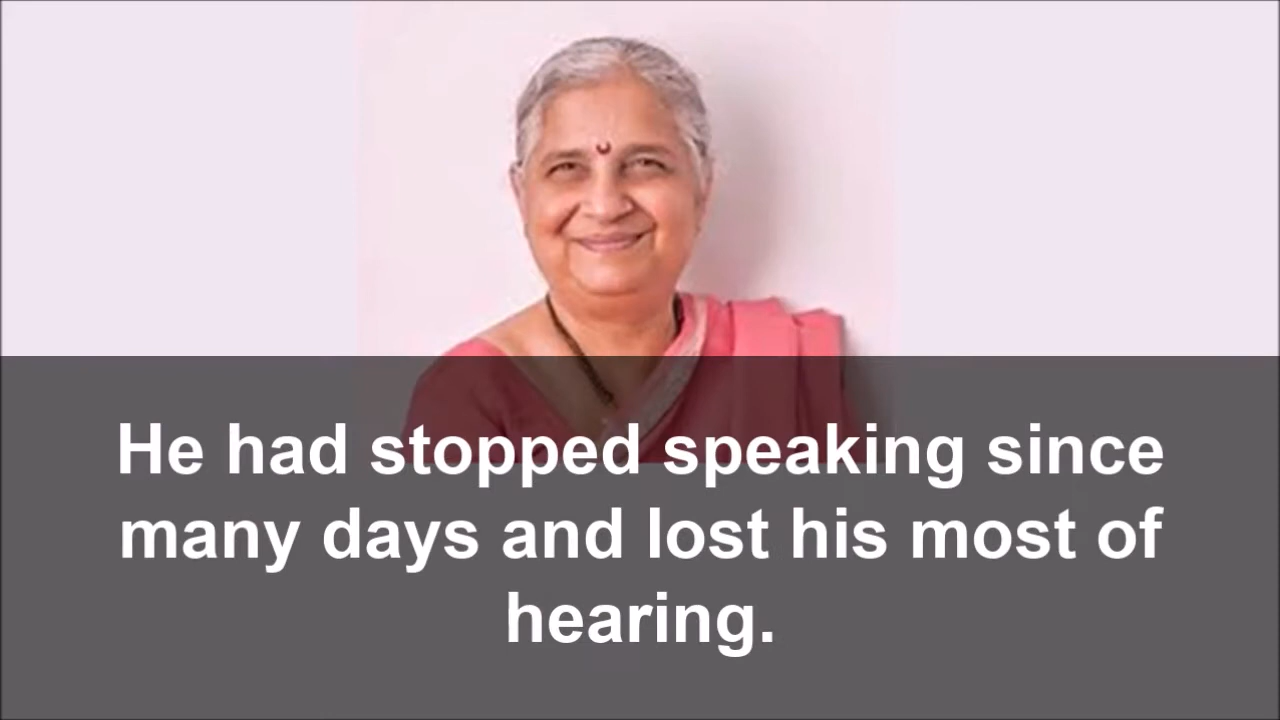 He had stopped speaking since
many days and lost his most of
hearing.